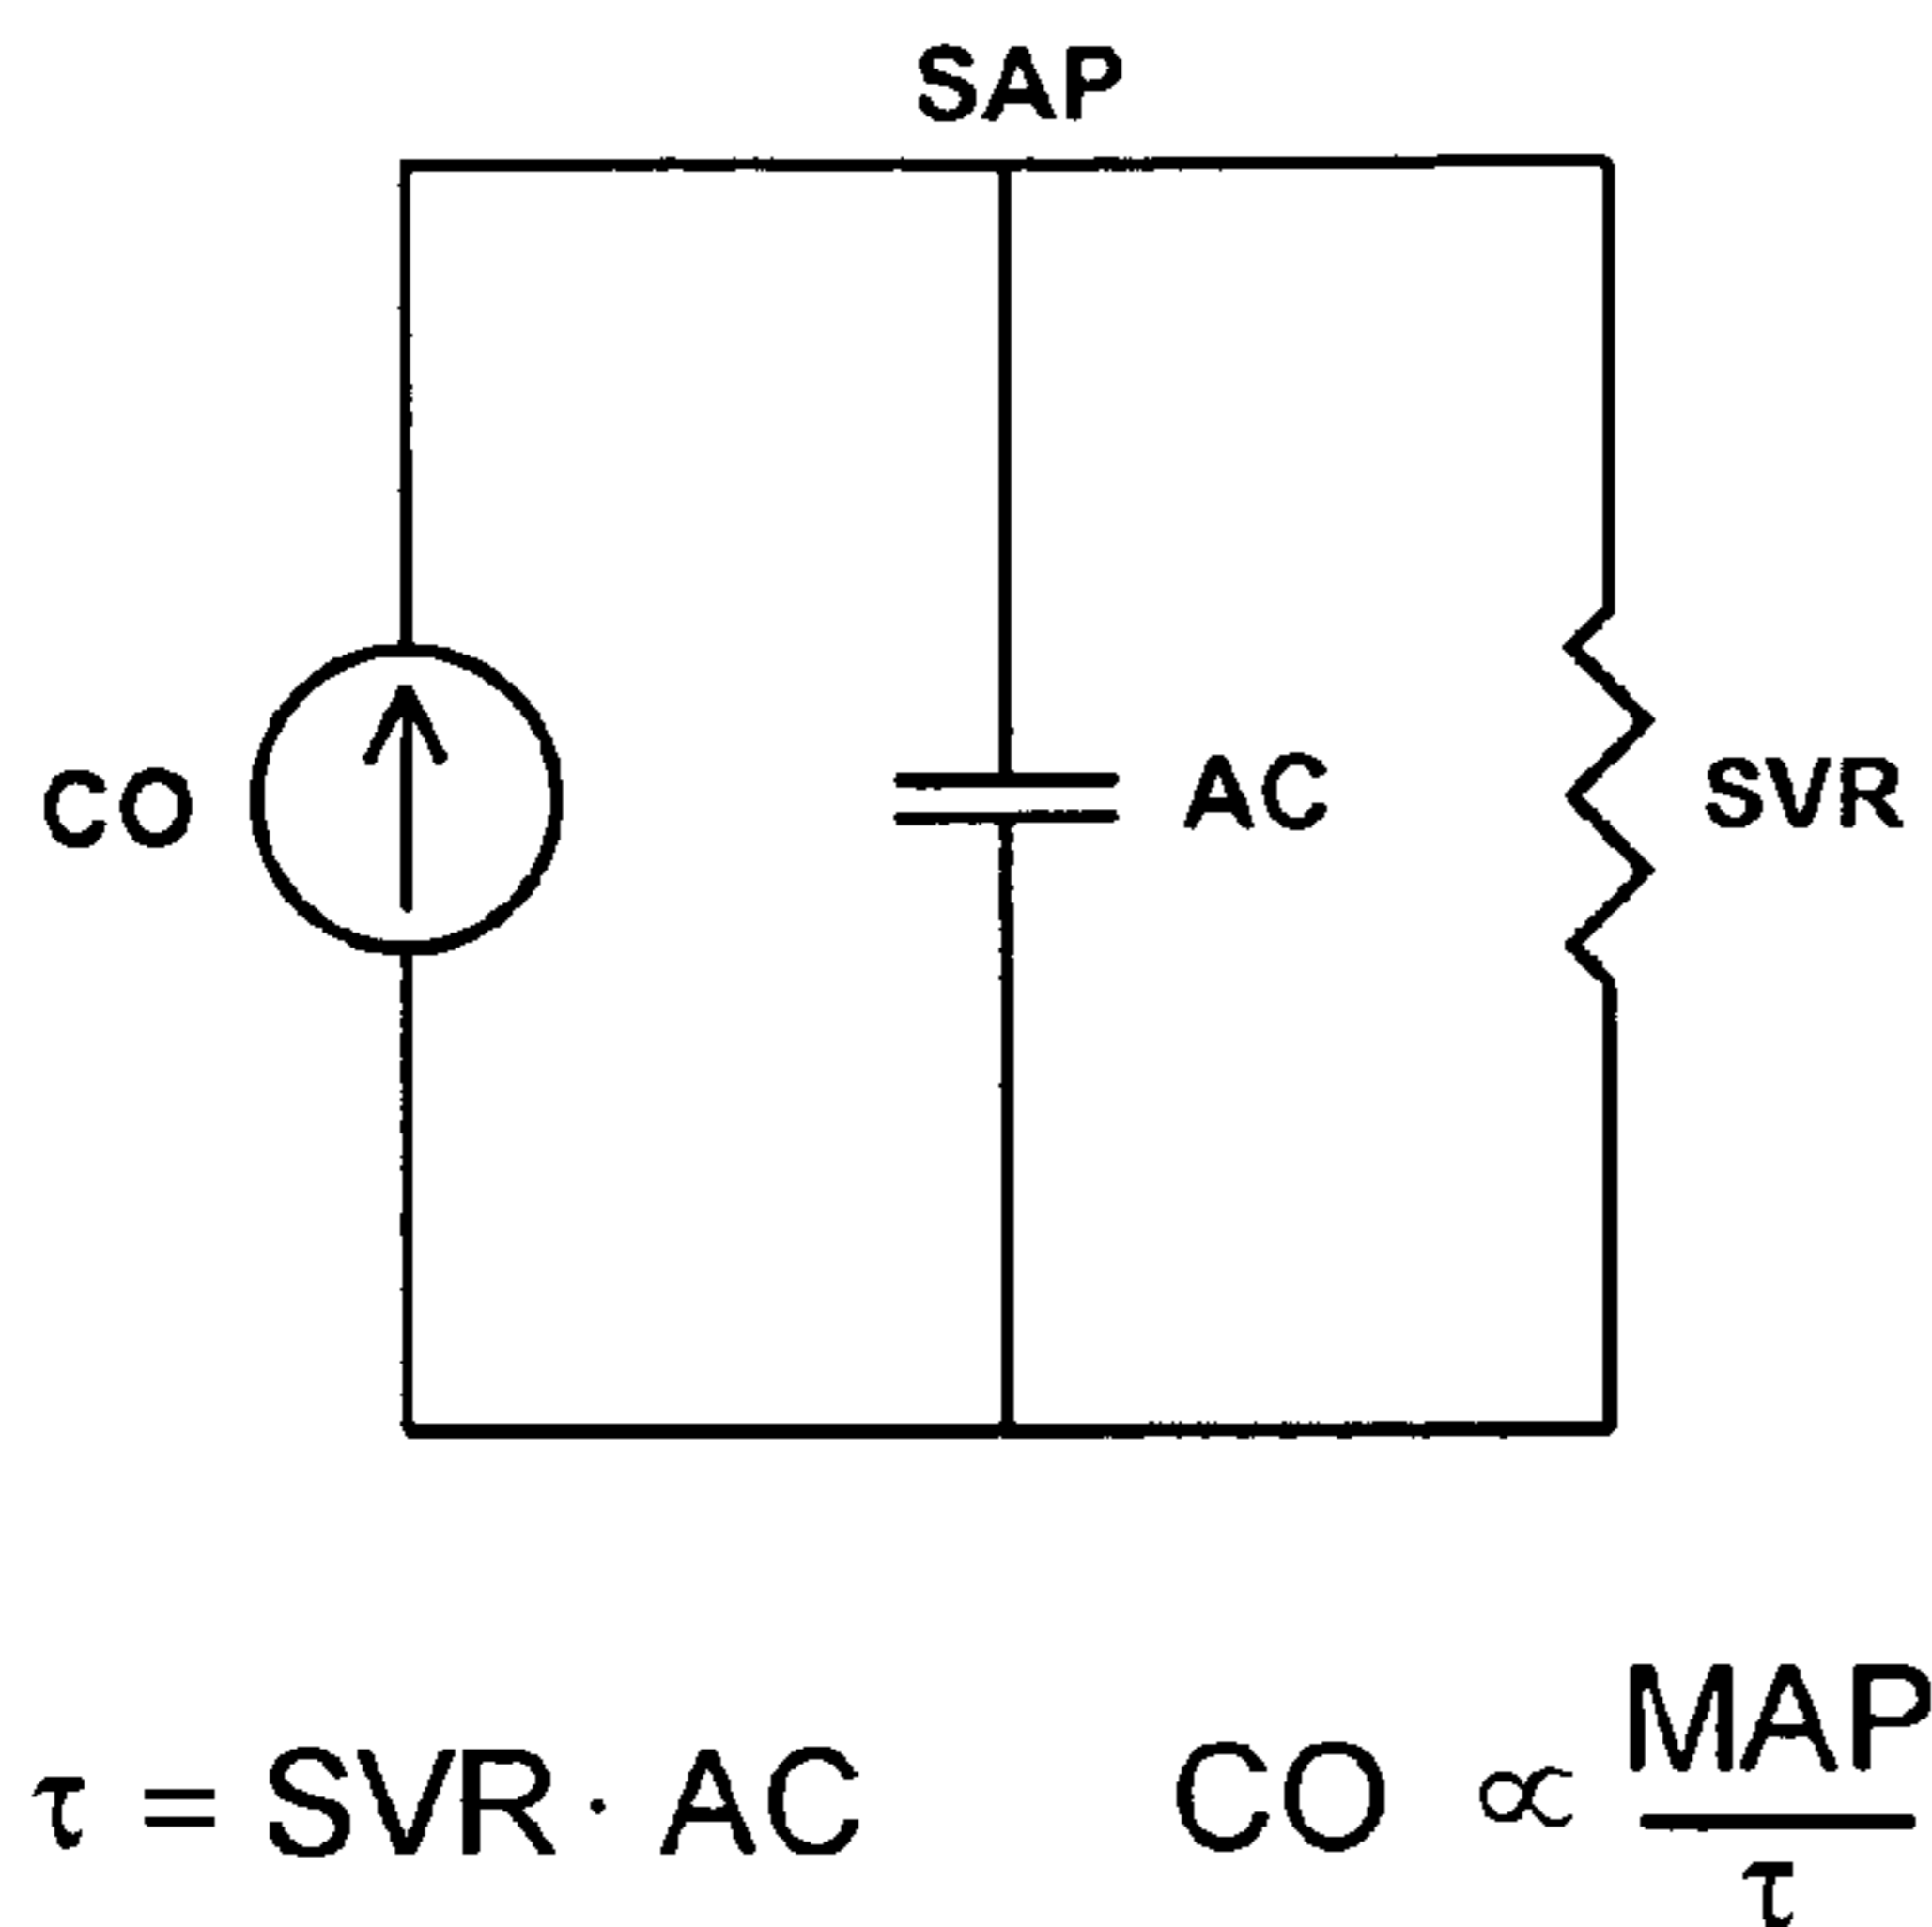 SAP
CO
AC
SVR
τ = SVR · AC
CO ∝ MAP
τ